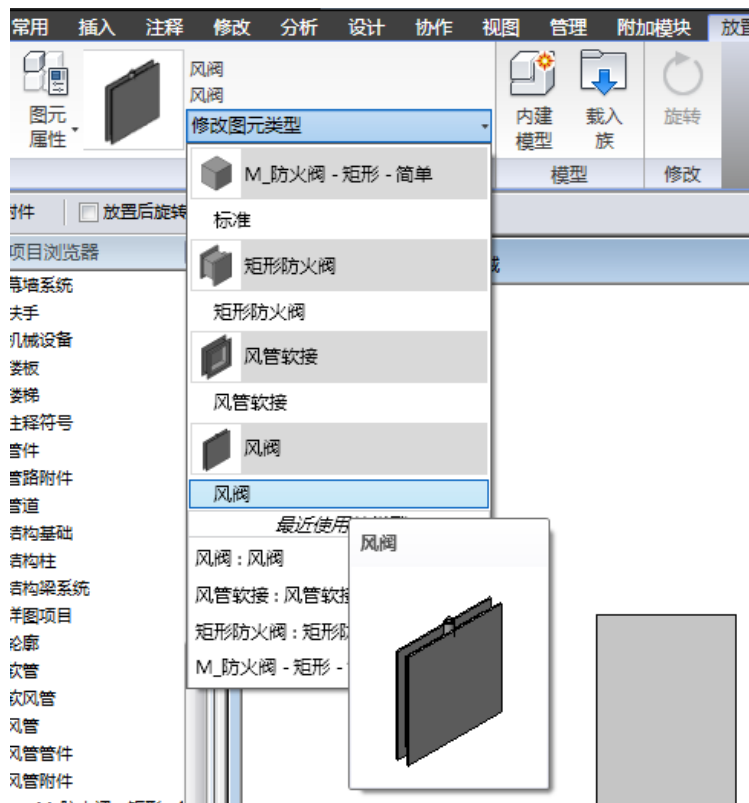 常用 插入 注释 修改 分析 设计 协作 视图 管理 附加模块 放置
风阀
风阀
修改图元类型
图元
属性
内建
模型
载入
族
旋转
模型 修改
M_防火阀 - 矩形 - 简单
标准
矩形防火阀
矩形防火阀
风管软接
风管软接
风阀
风阀
最近使用
风阀 : 风阀
风管软接 : 风管软接
矩形防火阀 : 矩形防
M_防火阀 - 矩形 -
风阀
附件 放置后旋转
项目浏览器
幕墙系统
扶手
机械设备
楼板
楼梯
注释符号
管件
管路附件
管道
结构基础
结构柱
结构梁系统
详图项目
轮廓
软管
软风管
风管
风管管件
风管附件